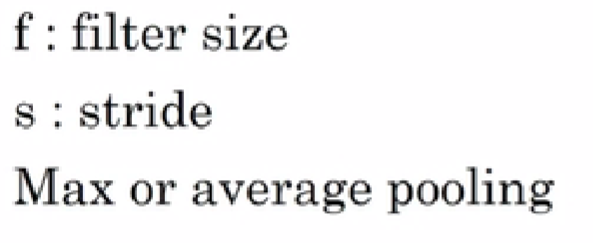 f : filter size
s : stride
Max or average pooling